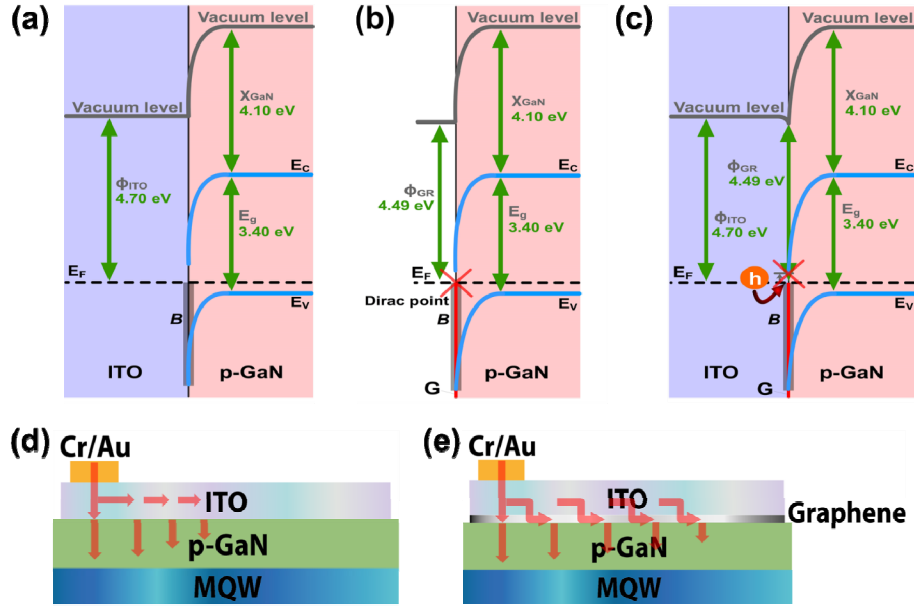 (a)
Vacuum level
Vacuum level
XGaN
4.10 eV
ΦITO
4.70 eV
EC
Eg
3.40 eV
EF
EV
B
ITO
p-GaN
(b)
Vacuum level
XGaN
4.10 eV
ΦGR
4.49 eV
EC
Eg
3.40 eV
EF
Dirac point
EV
B
G
p-GaN
(c)
Vacuum level
Vacuum level
XGaN
4.10 eV
ΦGR
4.49 eV
EC
ΦITO
4.70 eV
Eg
3.40 eV
EF
h
EV
B
ITO
G
p-GaN
(d)
Cr/Au
ITO
p-GaN
MQW
(e)
Cr/Au
ITO
Graphene
p-GaN
MQW